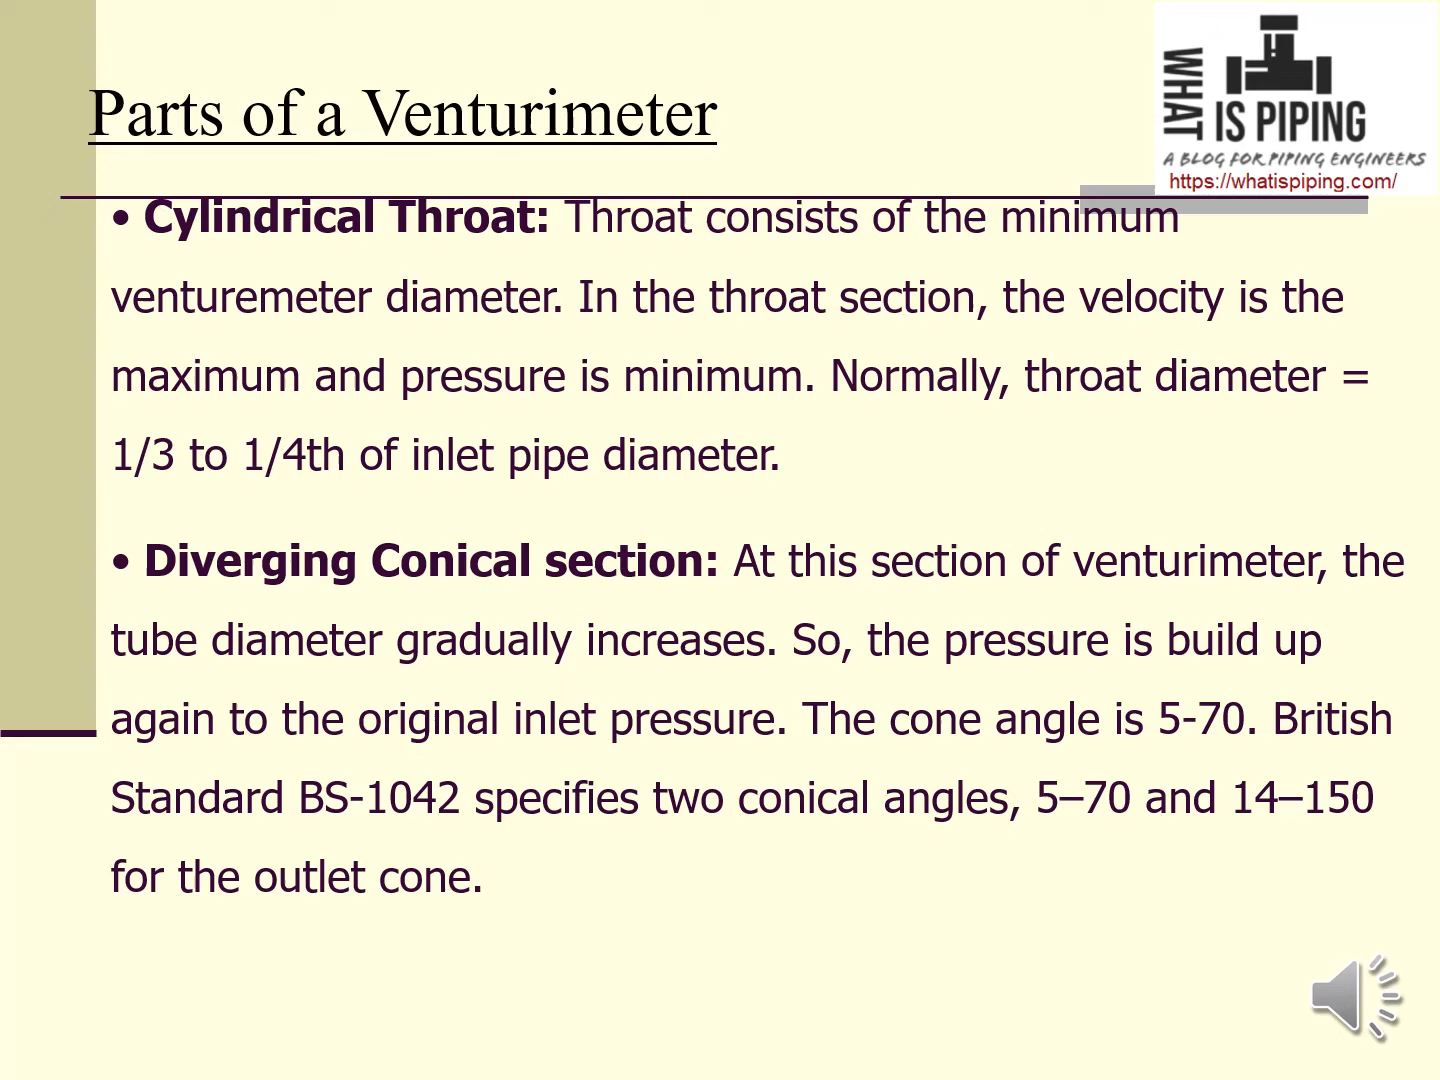 WHAT
IS PIPING
A BLOG FOR PIPING ENGINEERS
https://whatispiping.com/
Parts of a Venturimeter
• Cylindrical Throat: Throat consists of the minimum
venturemeter diameter. In the throat section, the velocity is the
maximum and pressure is minimum. Normally, throat diameter =
1/3 to 1/4th of inlet pipe diameter.
• Diverging Conical section: At this section of venturimeter, the
tube diameter gradually increases. So, the pressure is build up
again to the original inlet pressure. The cone angle is 5-70. British
Standard BS-1042 specifies two conical angles, 5–70 and 14–150
for the outlet cone.